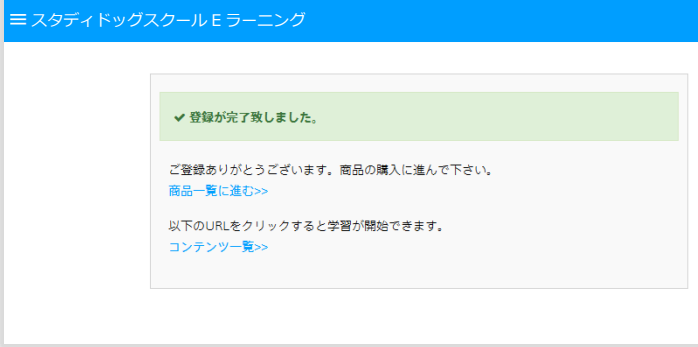 スタディドッグスクールEラーニング
登録が完了致しました。
ご登録ありがとうございます。商品の購入に進んで下さい。
商品一覧に進む>>
以下のURLをクリックすると学習が開始できます。
コンテンツ一覧>>